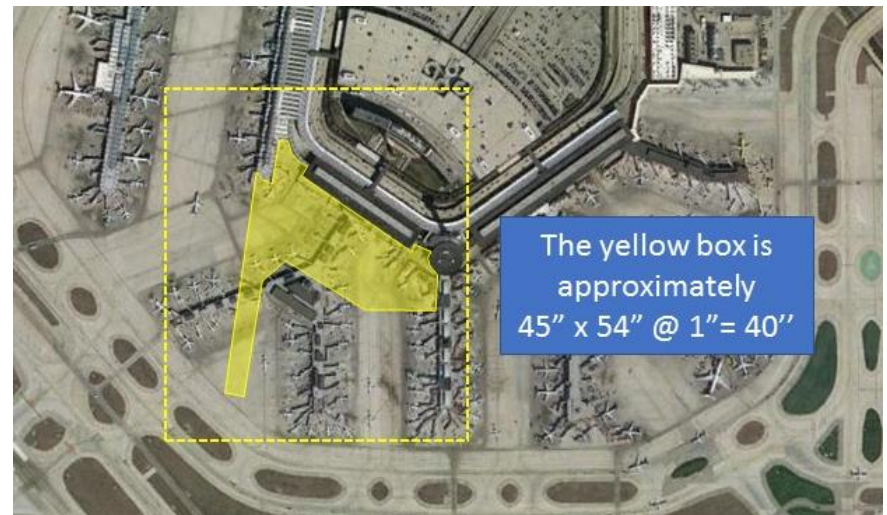 The yellow box is
approximately
45” x 54” @ 1”= 40’’